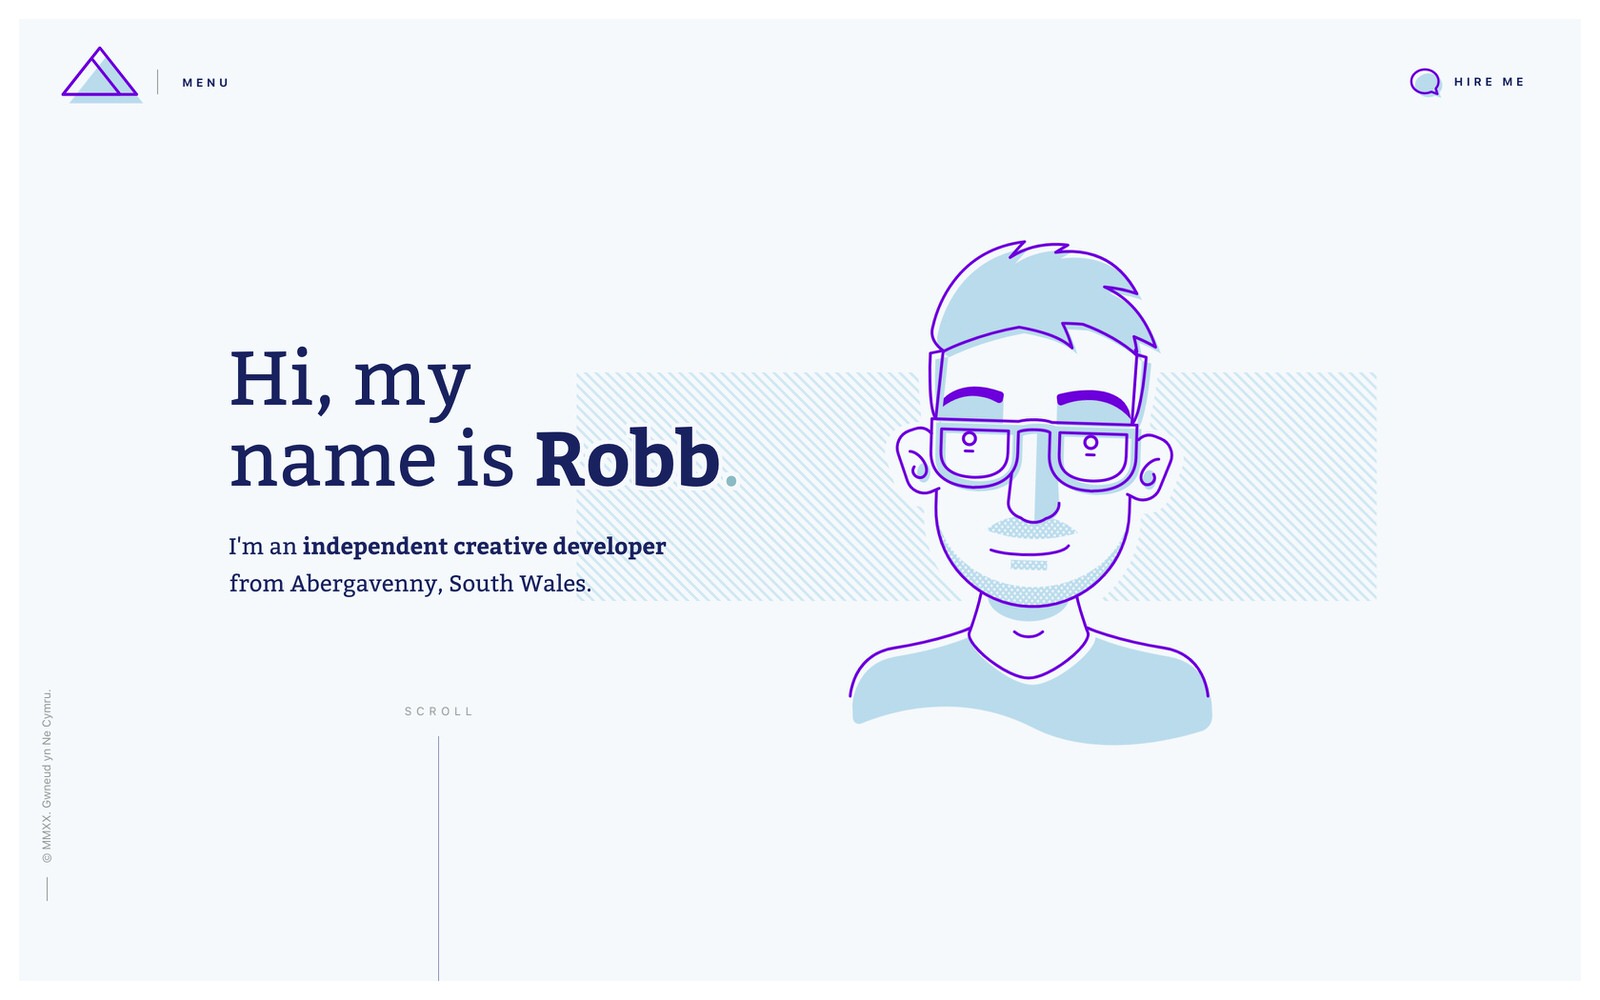 MENU
HIRE ME
Hi, my
name is Robb.
I'm an independent creative developer
from Abergavenny, South Wales.
SCROLL
© MMXX. Gwneud yn Ne Cymru.